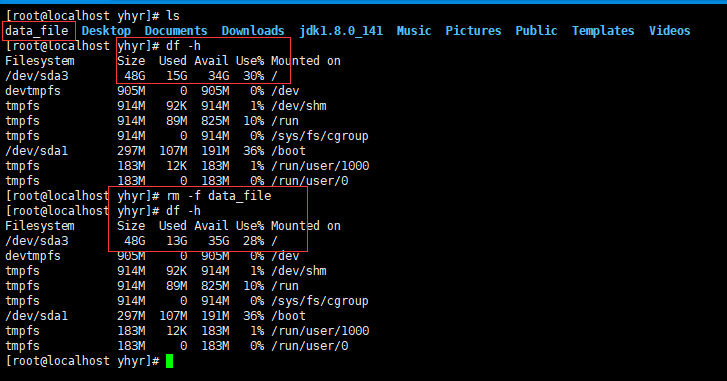 [root@localhost yhyr]# ls
data_file Desktop Documents Downloads jdk1.8.0_141 Music Pictures Public Templates Videos
[root@localhost yhyr]# df -h
Filesystem Size Used Avail Use% Mounted on
/dev/sda3 48G 15G 34G 30% /
devtmpfs 905M 0 905M 0% /dev
tmpfs 914M 92K 914M 1% /dev/shm
tmpfs 914M 89M 825M 10% /run
tmpfs 914M 0 914M 0% /sys/fs/cgroup
/dev/sda1 297M 107M 191M 36% /boot
tmpfs 183M 12K 183M 1% /run/user/1000
tmpfs 183M 0 183M 0% /run/user/0
[root@localhost yhyr]# rm -f data_file
[root@localhost yhyr]# df -h
Filesystem Size Used Avail Use% Mounted on
/dev/sda3 48G 13G 35G 28% /
devtmpfs 905M 0 905M 0% /dev
tmpfs 914M 92K 914M 1% /dev/shm
tmpfs 914M 89M 825M 10% /run
tmpfs 914M 0 914M 0% /sys/fs/cgroup
/dev/sda1 297M 107M 191M 36% /boot
tmpfs 183M 12K 183M 1% /run/user/1000
tmpfs 183M 0 183M 0% /run/user/0
[root@localhost yhyr]#